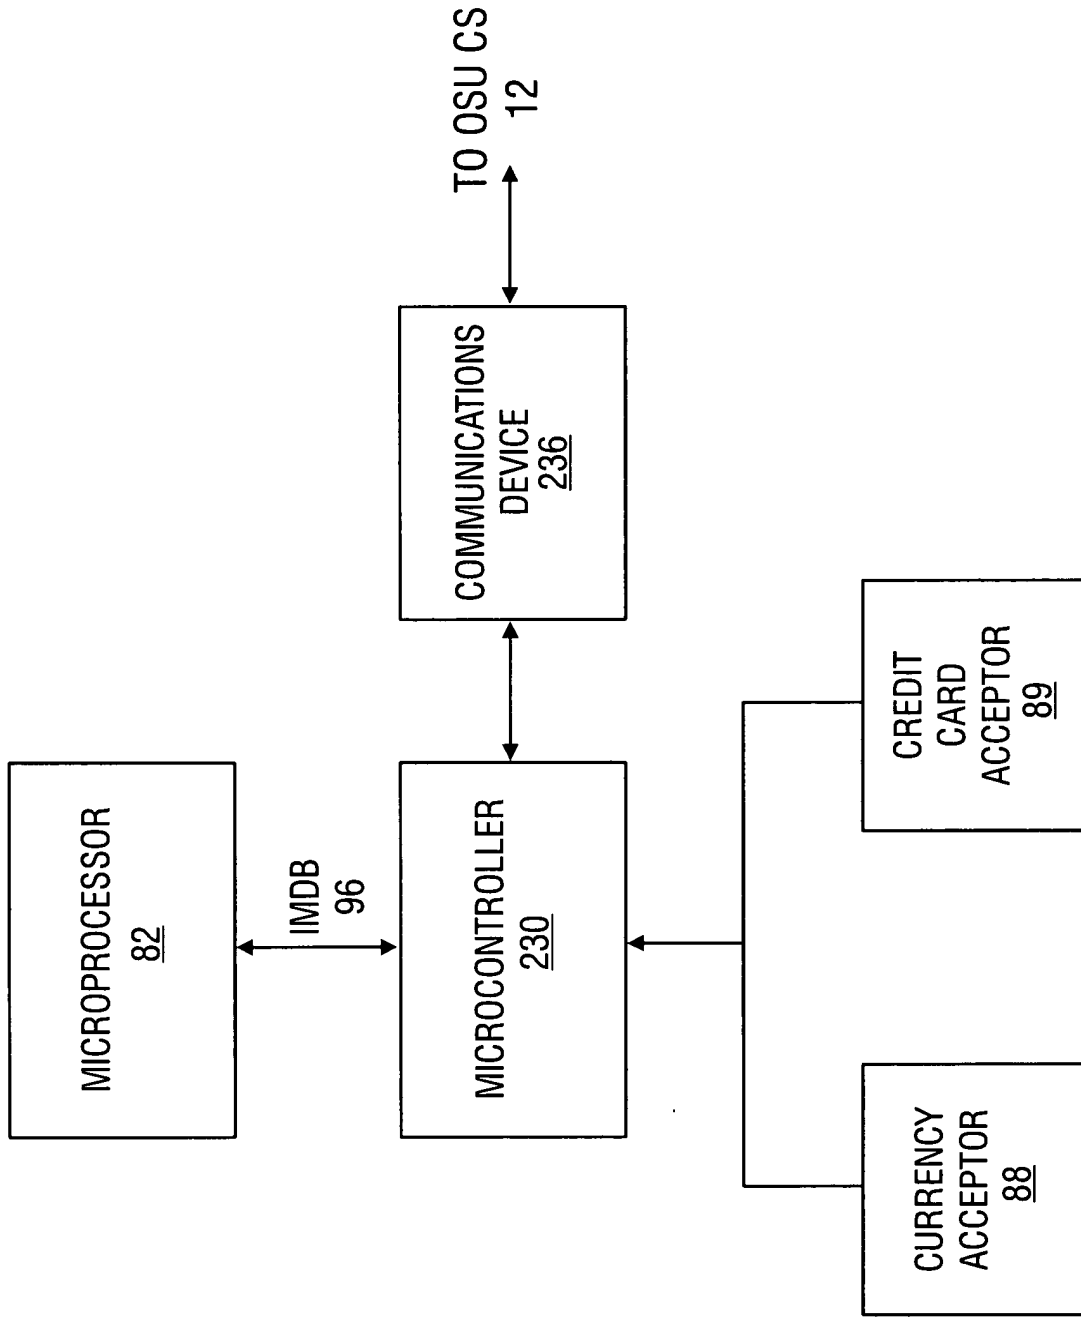 MICROPROCESSOR
82
IMDB
96
MICROCONTROLLER
230
COMMUNICATIONS
DEVICE
236
TO OSU CS
12
CURRENCY
ACCEPTOR
88
CREDIT
CARD
ACCEPTOR
89